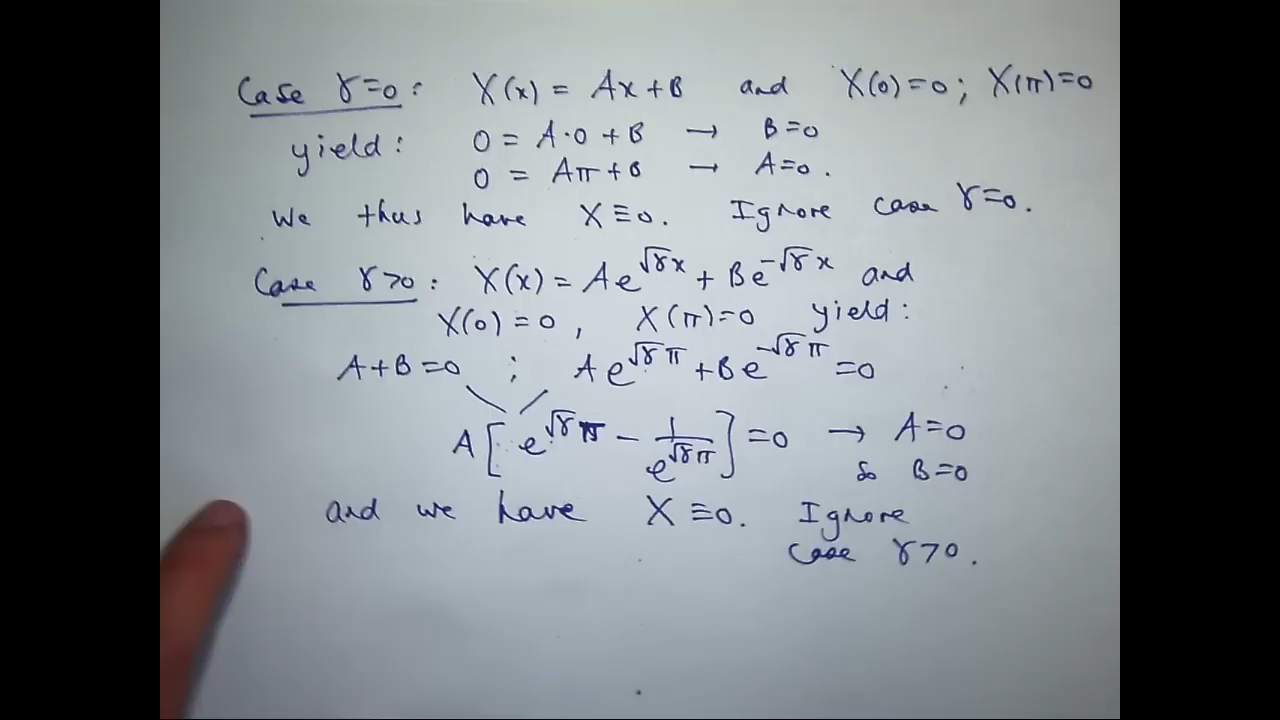 Case γ=0: X(x) = Ax+B and X(0)=0; X(π)=0
yield: 0 = A·0 + B → B=0
0 = Aπ+B → A=0.
We thus have X≡0. Ignore case γ=0.
Case γ>0: X(x) = Ae^{√γx} + Be^{-√γx} and
X(0)=0, X(π)=0 yield:
A+B=0 ; Ae^{√γπ} + Be^{-√γπ} =0
A[e^{√γπ} - 1/e^{√γπ}]=0 → A=0
so B=0
and we have X≡0. Ignore
case γ>0.